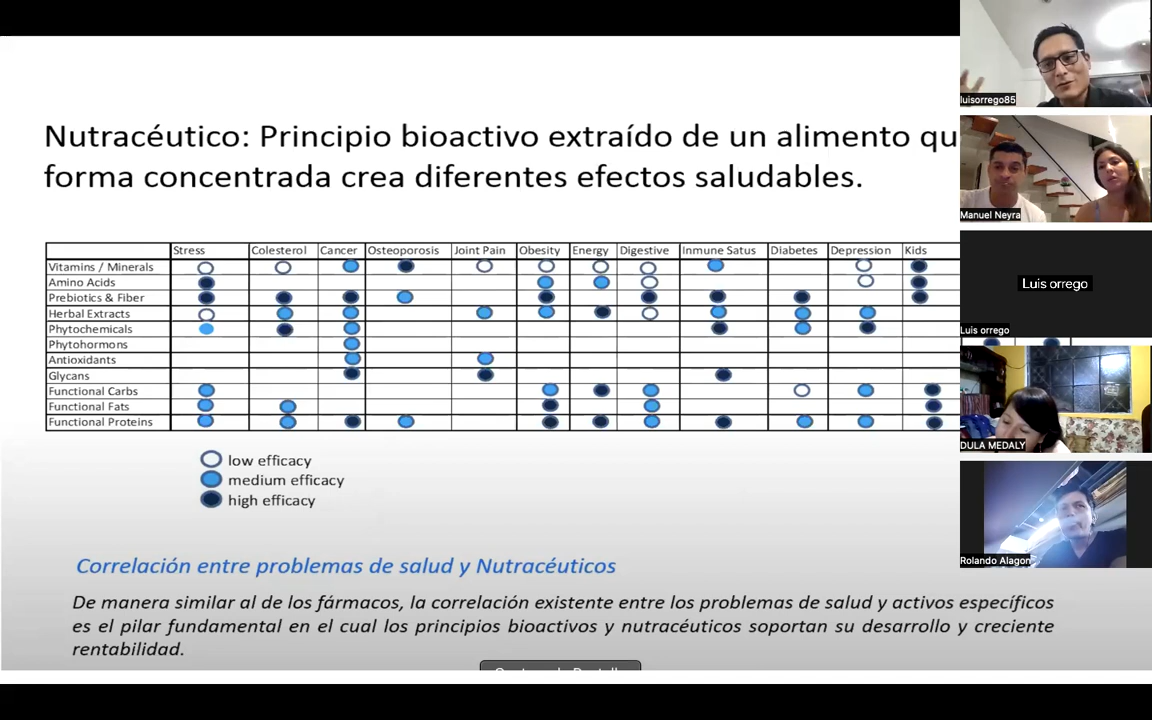 Nutracéutico: Principio bioactivo extraído de un alimento qu
forma concentrada crea diferentes efectos saludables.
Stress Colesterol Cancer Osteoporosis Joint Pain Obesity Energy Digestive Inmune Satus Diabetes Depression Kids
Vitamins / Minerals
Amino Acids
Prebiotics & Fiber
Herbal Extracts
Phytochemicals
Phytohormons
Antioxidants
Glycans
Functional Carbs
Functional Fats
Functional Proteins
low efficacy
medium efficacy
high efficacy
Correlación entre problemas de salud y Nutracéuticos
De manera similar al de los fármacos, la correlación existente entre los problemas de salud y activos específicos
es el pilar fundamental en el cual los principios bioactivos y nutracéuticos soportan su desarrollo y creciente
rentabilidad.
luisorrego85
Manuel Neyra
Luis orrego
Luis orrego
DULA MEDALY
Rolando Alagon